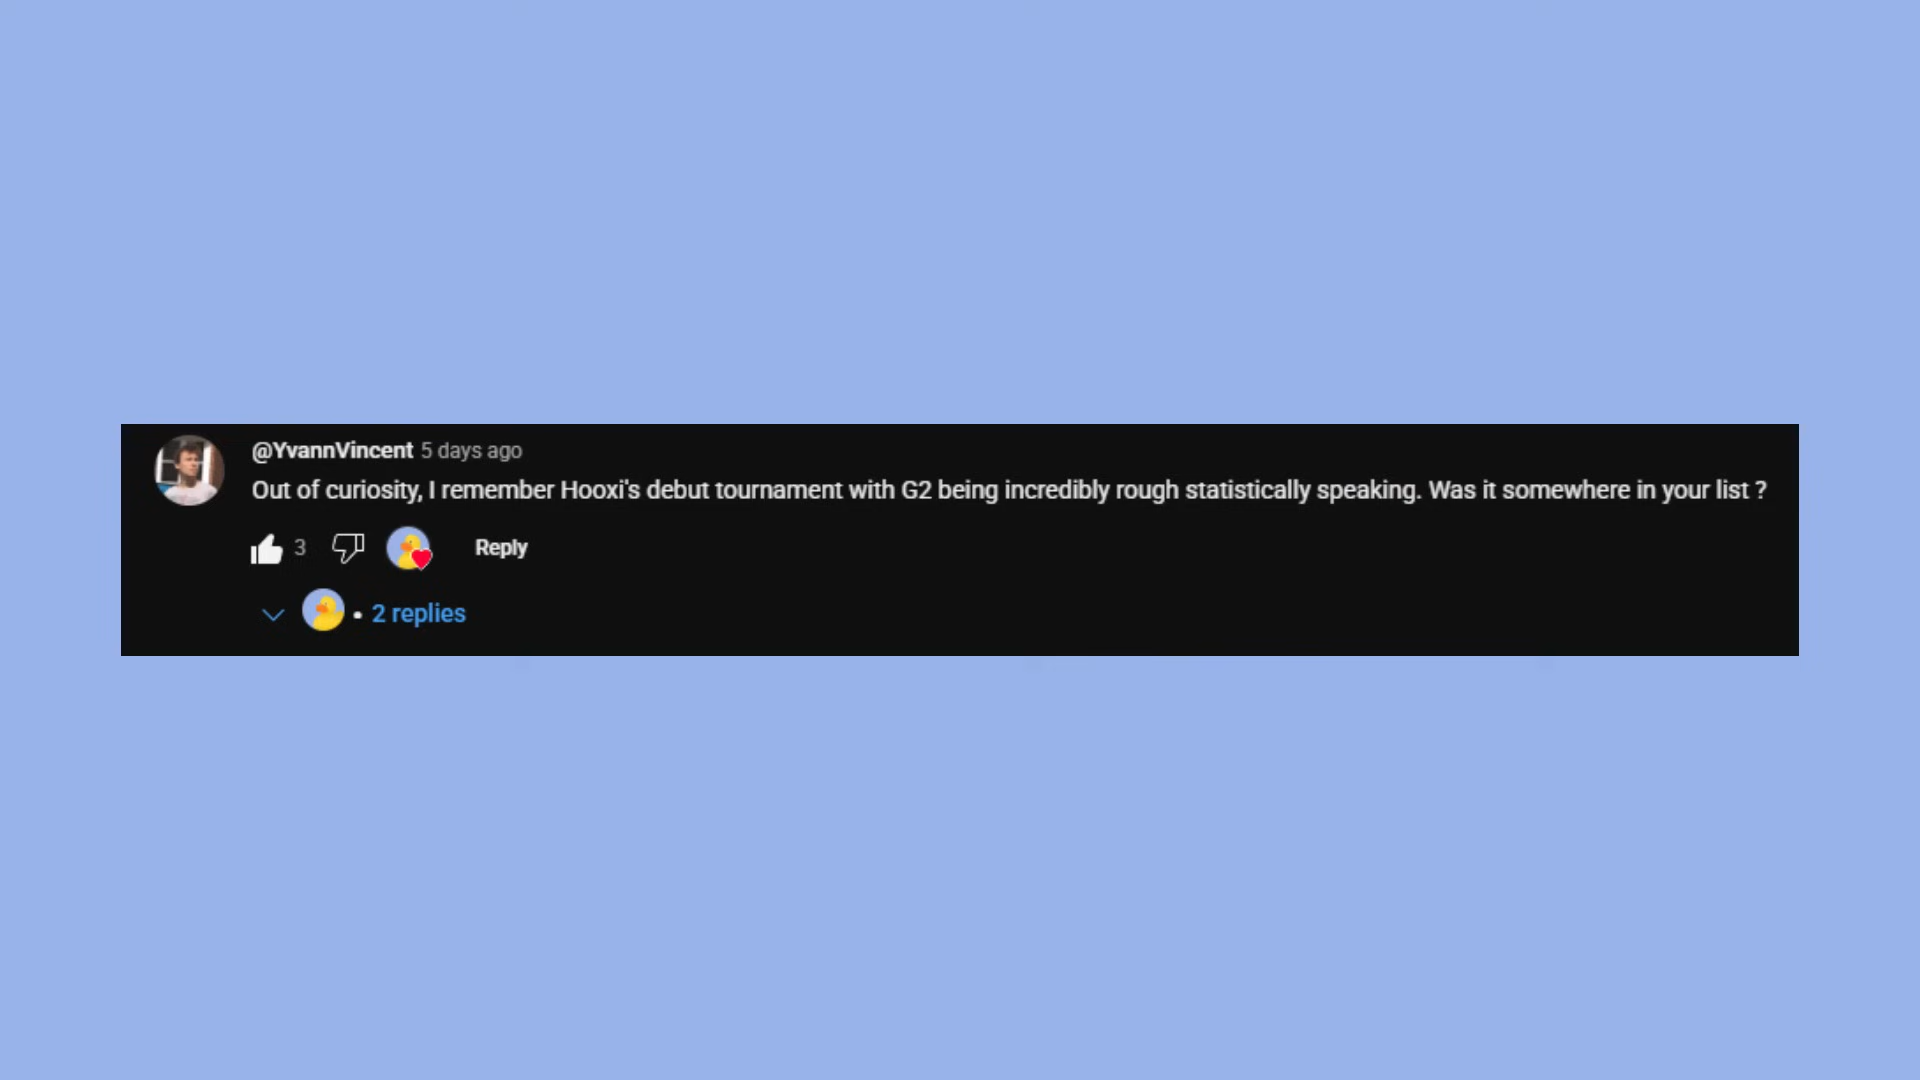 @YvannVincent 5 days ago
Out of curiosity, I remember Hooxi's debut tournament with G2 being incredibly rough statistically speaking. Was it somewhere in your list ?
3 Reply
• 2 replies